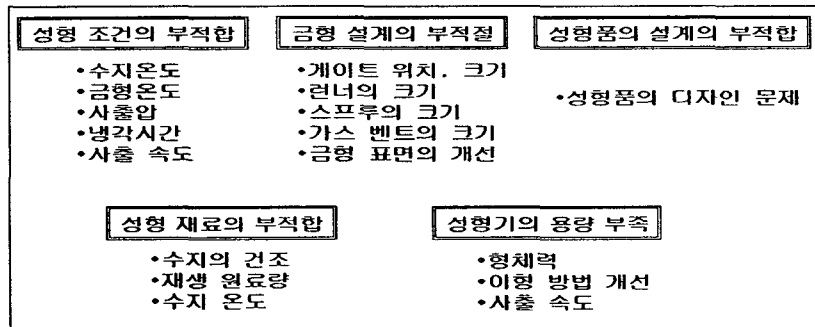 성형 조건의 부적합
•수지온도
•금형온도
•사출압
•냉각시간
•사출 속도
금형 설계의 부적절
•게이트 위치. 크기
•런너의 크기
•스프루의 크기
•가스 벤트의 크기
•금형 표면의 개선
성형품의 설계의 부적합
•성형품의 디자인 문제
성형 재료의 부적합
•수지의 건조
•재생 원료량
•수지 온도
성형기의 용량 부족
•형체력
•이형 방법 개선
•사출 속도